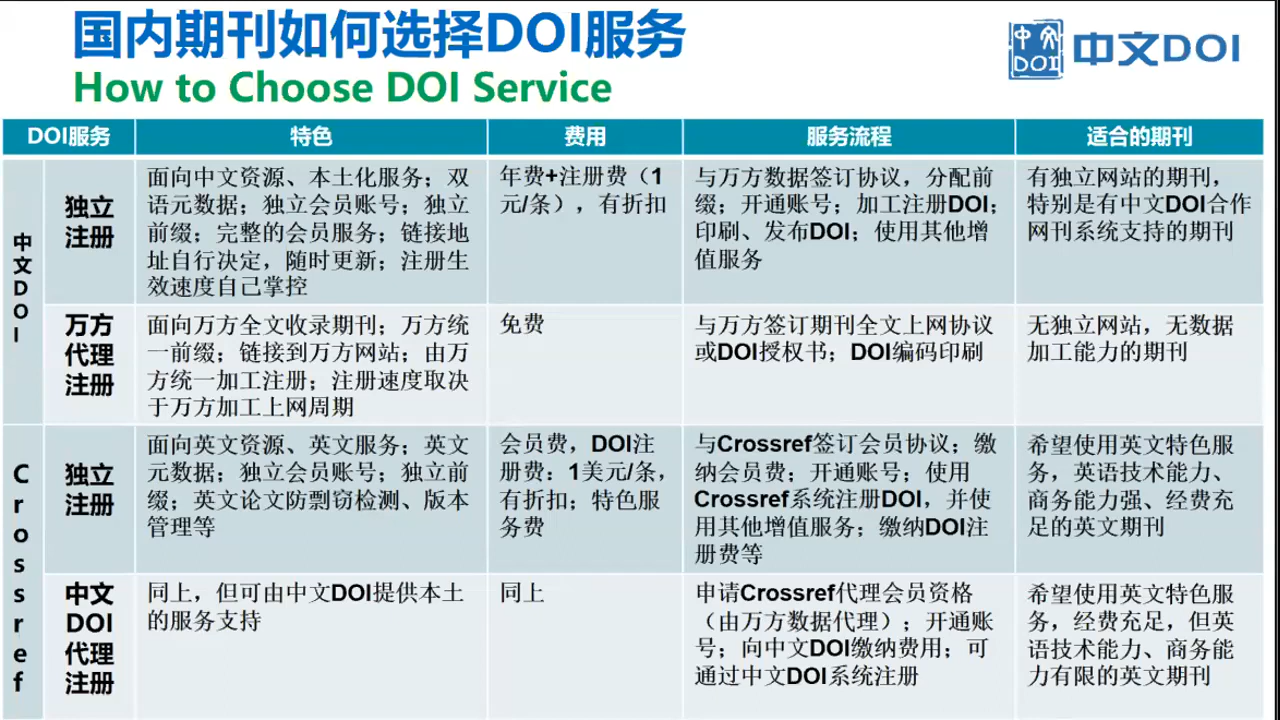 国内期刊如何选择DOI服务
How to Choose DOI Service
中文DOI
中文DOI
DOI服务
特色
费用
服务流程
适合的期刊
中文DOI
独立
注册
面向中文资源、本土化服务；双
语元数据；独立会员账号；独立
前缀；完整的会员服务；链接地
址自行决定，随时更新；注册生
效速度自己掌控
年费+注册费（1
元/条），有折扣
与万方数据签订协议，分配前
缀；开通账号；加工注册DOI；
印刷、发布DOI；使用其他增
值服务
有独立网站的期刊，
特别是有中文DOI合作
网刊系统支持的期刊
万方
代理
注册
面向万方全文收录期刊；万方统
一前缀；链接到万方网站；由万
方统一加工注册；注册速度取决
于万方加工上网周期
免费
与万方签订期刊全文上网协议
或DOI授权书；DOI编码印刷
无独立网站，无数据
加工能力的期刊
Crossref
独立
注册
面向英文资源、英文服务；英文
元数据；独立会员账号；独立前
缀；英文论文防剽窃检测、版本
管理等
会员费，DOI注
册费：1美元/条，
有折扣；特色服
务费
与Crossref签订会员协议；缴
纳会员费；开通账号；使用
Crossref系统注册DOI，并使
用其他增值服务；缴纳DOI注
册费等
希望使用英文特色服
务，英语技术能力、
商务能力强、经费充
足的英文期刊
中文
DOI
代理
注册
同上，但可由中文DOI提供本土
的服务支持
同上
申请Crossref代理会员资格
（由万方数据代理）；开通账
号；向中文DOI缴纳费用；可
通过中文DOI系统注册
希望使用英文特色服
务，经费充足，但英
语技术能力、商务能
力有限的英文期刊